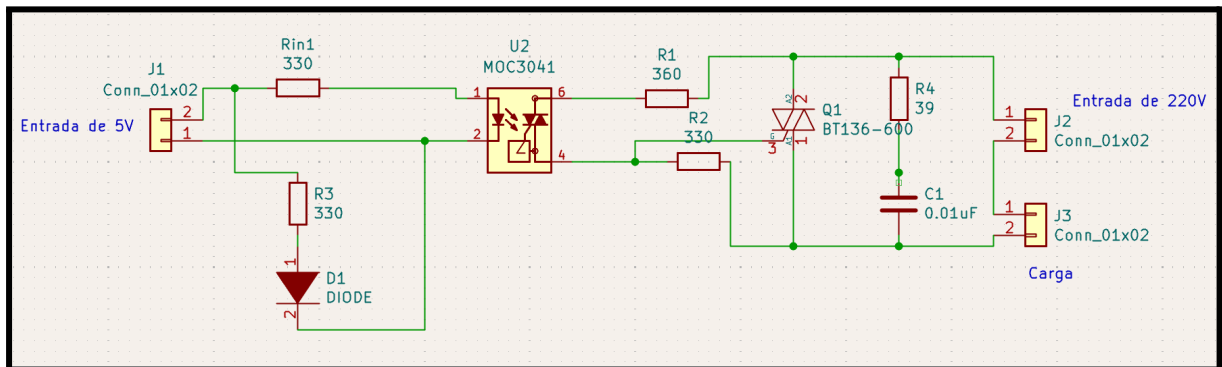 J1
Conn_01x02
Entrada de 5V
2
1
Rin1
330
R3
330
1
D1
DIODE
2
U2
MOC3041
1
2
6
4
R1
360
R2
330
A2
2
Q1
BT136-600
G
3
A1
1
R4
39
C1
0.01uF
Entrada de 220V
1
2
J2
Conn_01x02
1
2
J3
Conn_01x02
Carga